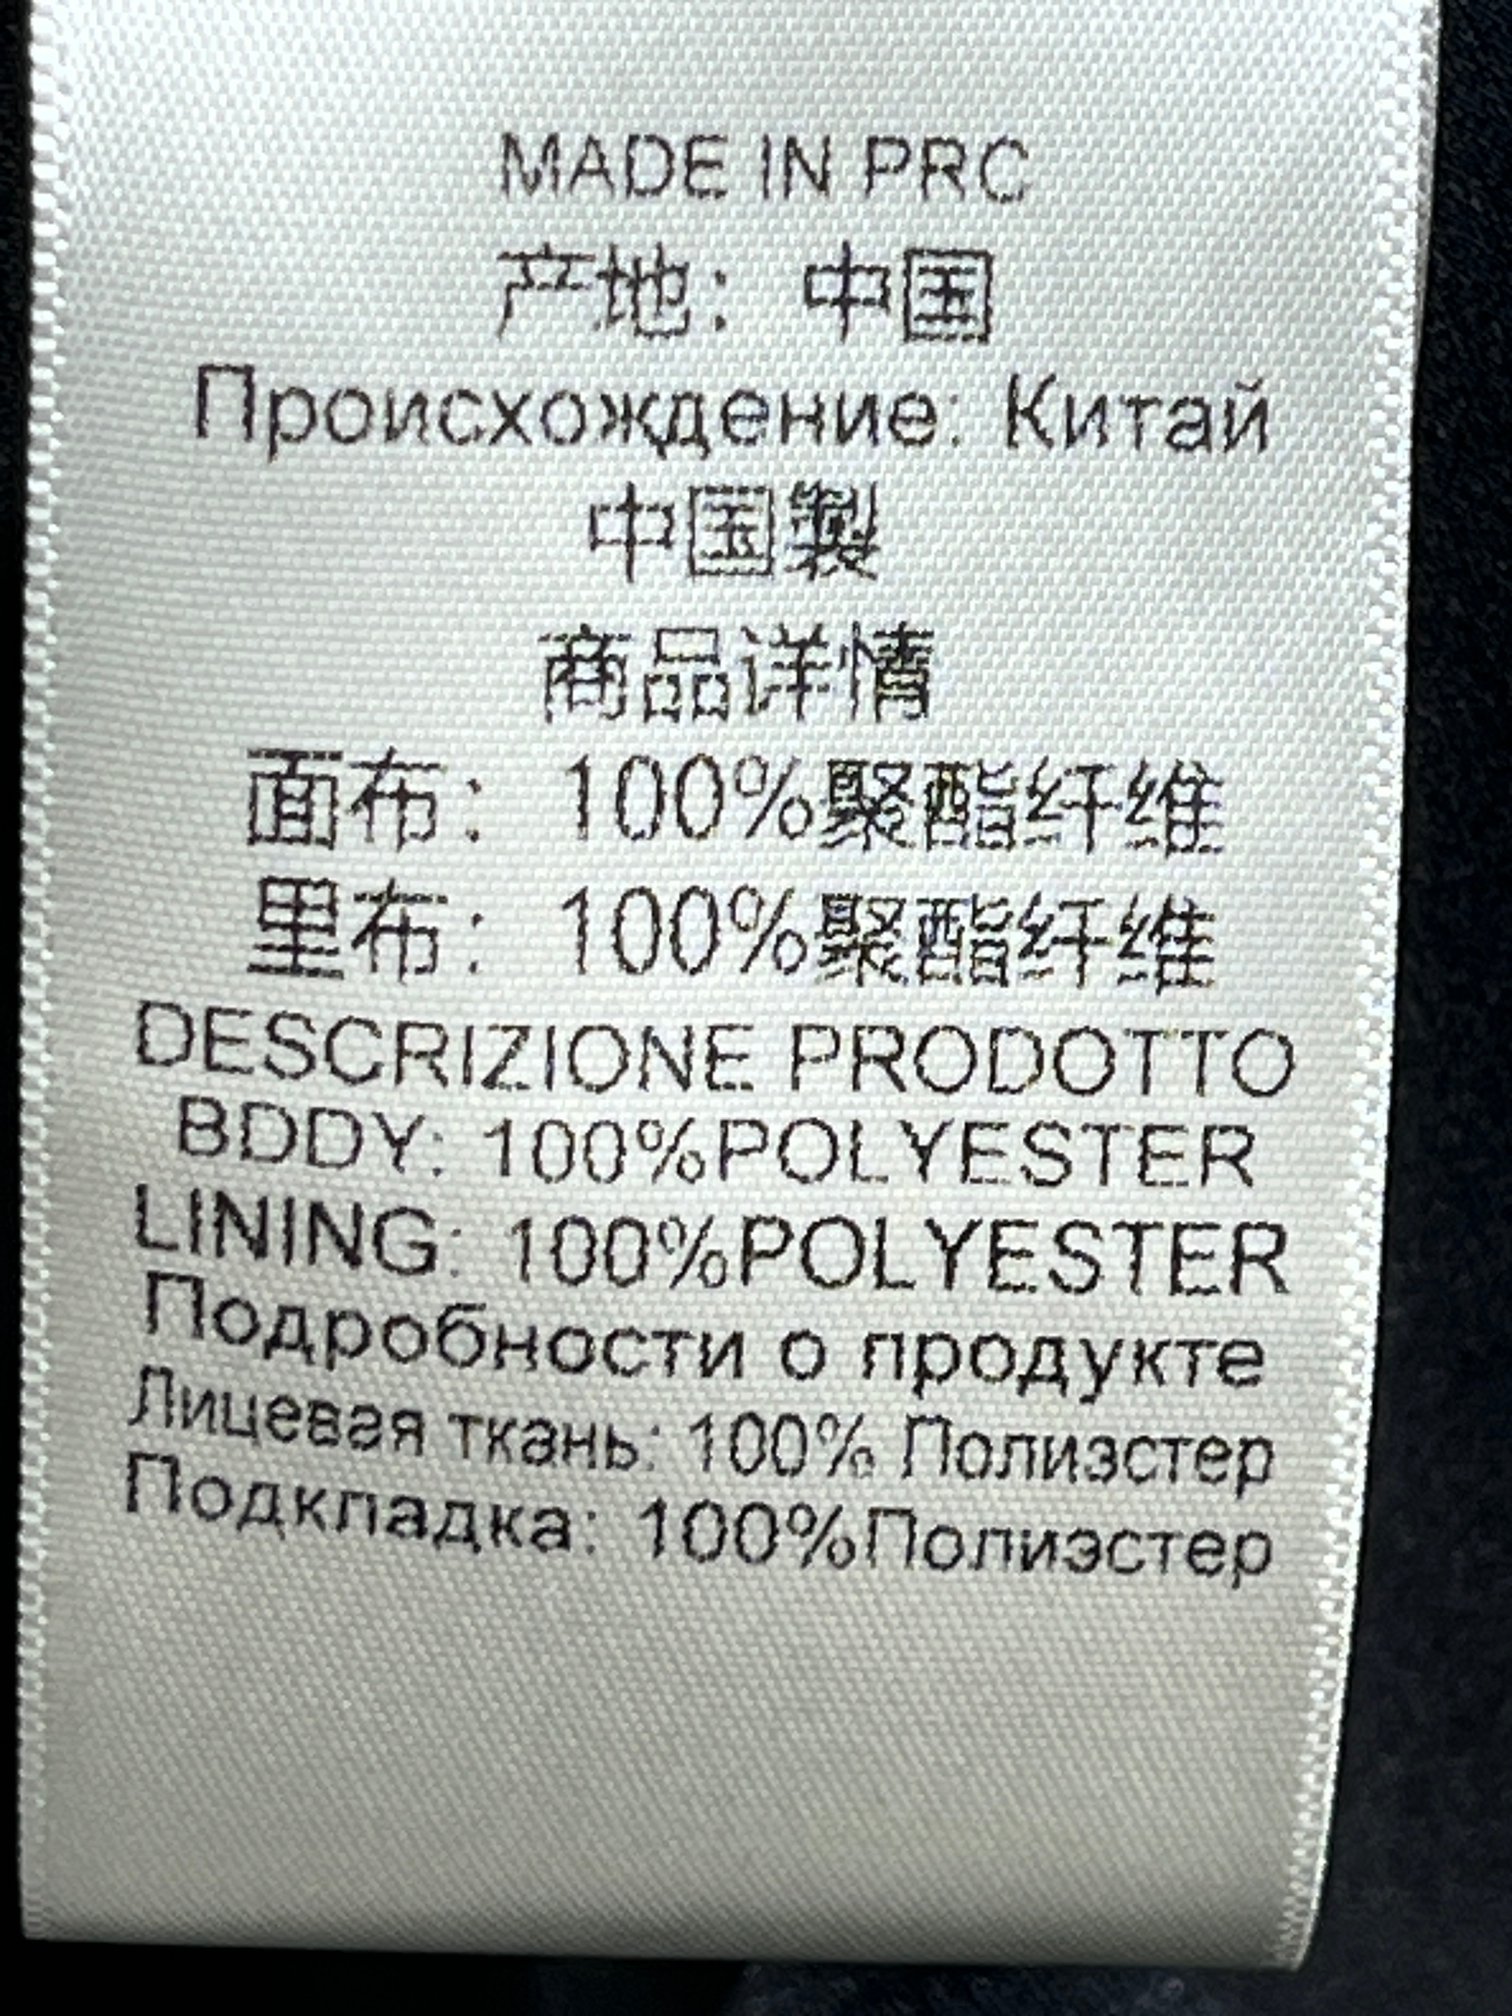 MADE IN PRC
产地：中国
Происхождение: Китай
中国製
商品详情
面布：100%聚酯纤维
里布：100%聚酯纤维
DESCRIZIONE PRODOTTO
BODY: 100%POLYESTER
LINING: 100%POLYESTER
Подробности о продукте
Лицевая ткань: 100% Полиэстер
Подкладка: 100%Полиэстер